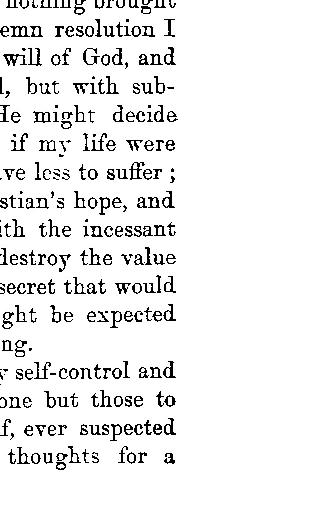 nothing brought
emn resolution I
will of God, and
l, but with sub-
He might decide
if my life were
ve less to suffer ;
stian's hope, and
ith the incessant
destroy the value
secret that would
ght be expected
ng.
self-control and
one but those to
f, ever suspected
thoughts for a